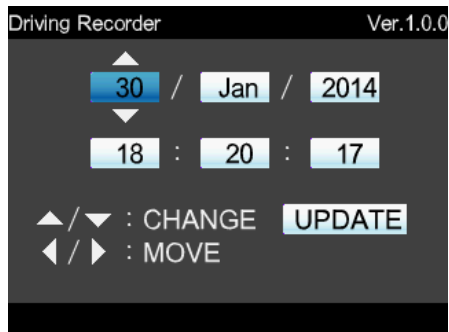 Driving Recorder Ver.1.0.0
30 / Jan / 2014
18 : 20 : 17
▲/▼ : CHANGE UPDATE
◀/▶ : MOVE